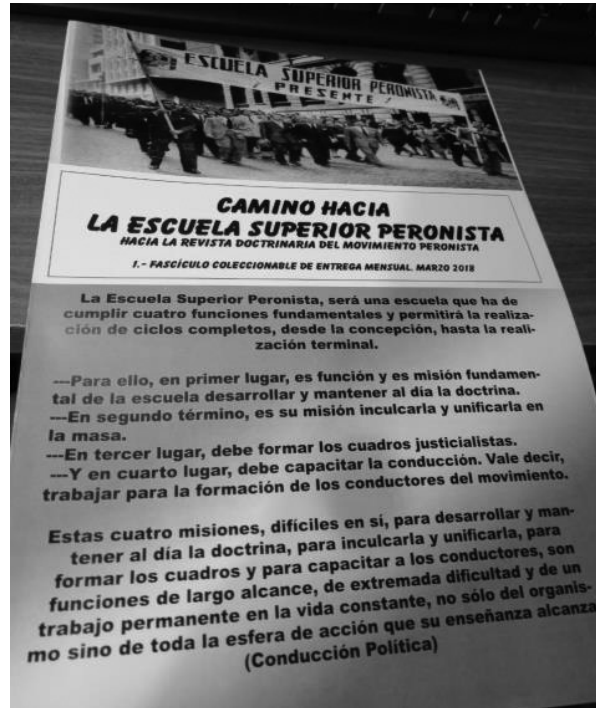 ESCUELA SUPERIOR PERONISTA
¡ PRESENTE !
CAMINO HACIA
LA ESCUELA SUPERIOR PERONISTA
HACIA LA REVISTA DOCTRINARIA DEL MOVIMIENTO PERONISTA
1.- FASCÍCULO COLECCIONABLE DE ENTREGA MENSUAL. MARZO 2018
La Escuela Superior Peronista, será una escuela que ha de
cumplir cuatro funciones fundamentales y permitirá la realiza-
ción de ciclos completos, desde la concepción, hasta la reali-
zación terminal.
---Para ello, en primer lugar, es función y es misión fundamen-
tal de la escuela desarrollar y mantener al día la doctrina.
---En segundo término, es su misión inculcarla y unificarla en
la masa.
---En tercer lugar, debe formar los cuadros justicialistas.
---Y en cuarto lugar, debe capacitar la conducción. Vale decir,
trabajar para la formación de los conductores del movimiento.
Estas cuatro misiones, difíciles en sí, para desarrollar y man-
tener al día la doctrina, para inculcarla y unificarla, para
formar los cuadros y para capacitar a los conductores, son
funciones de largo alcance, de extremada dificultad y de un
trabajo permanente en la vida constante, no sólo del organis-
mo sino de toda la esfera de acción que su enseñanza alcanza
(Conducción Política)